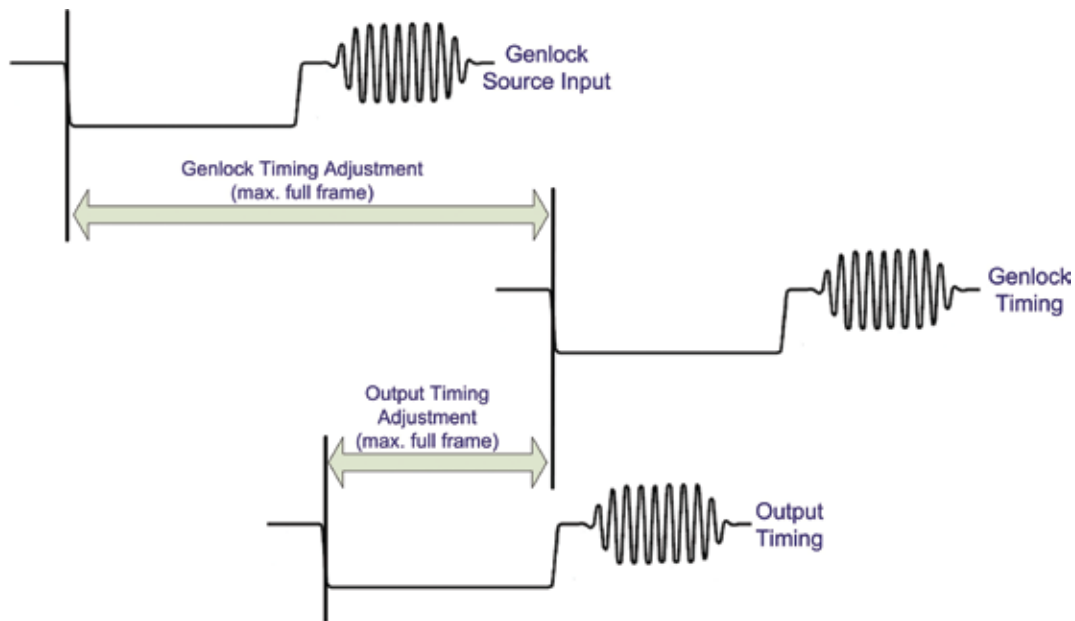 Genlock
Source Input
Genlock Timing Adjustment
(max. full frame)
Genlock
Timing
Output Timing
Adjustment
(max. full frame)
Output
Timing